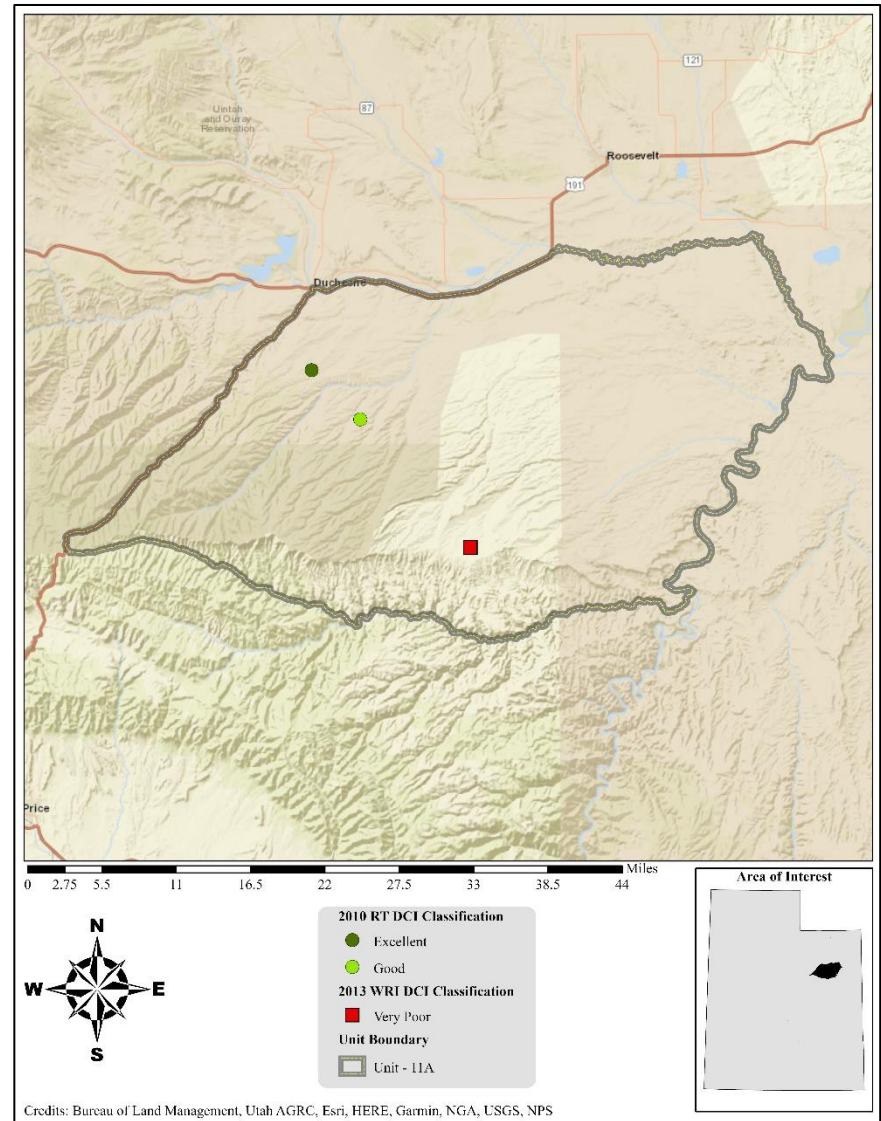 121
Uintah
and Ouray
Reservation
87
Roosevelt
191
Duchesne
Price
Miles
0 2.75 5.5 11 16.5 22 27.5 33 38.5 44
Area of Interest
N
W E
S
2010 RT DCI Classification
Excellent
Good
2013 WRI DCI Classification
Very Poor
Unit Boundary
Unit - 11A
Credits: Bureau of Land Management, Utah AGRC, Esri, HERE, Garmin, NGA, USGS, NPS